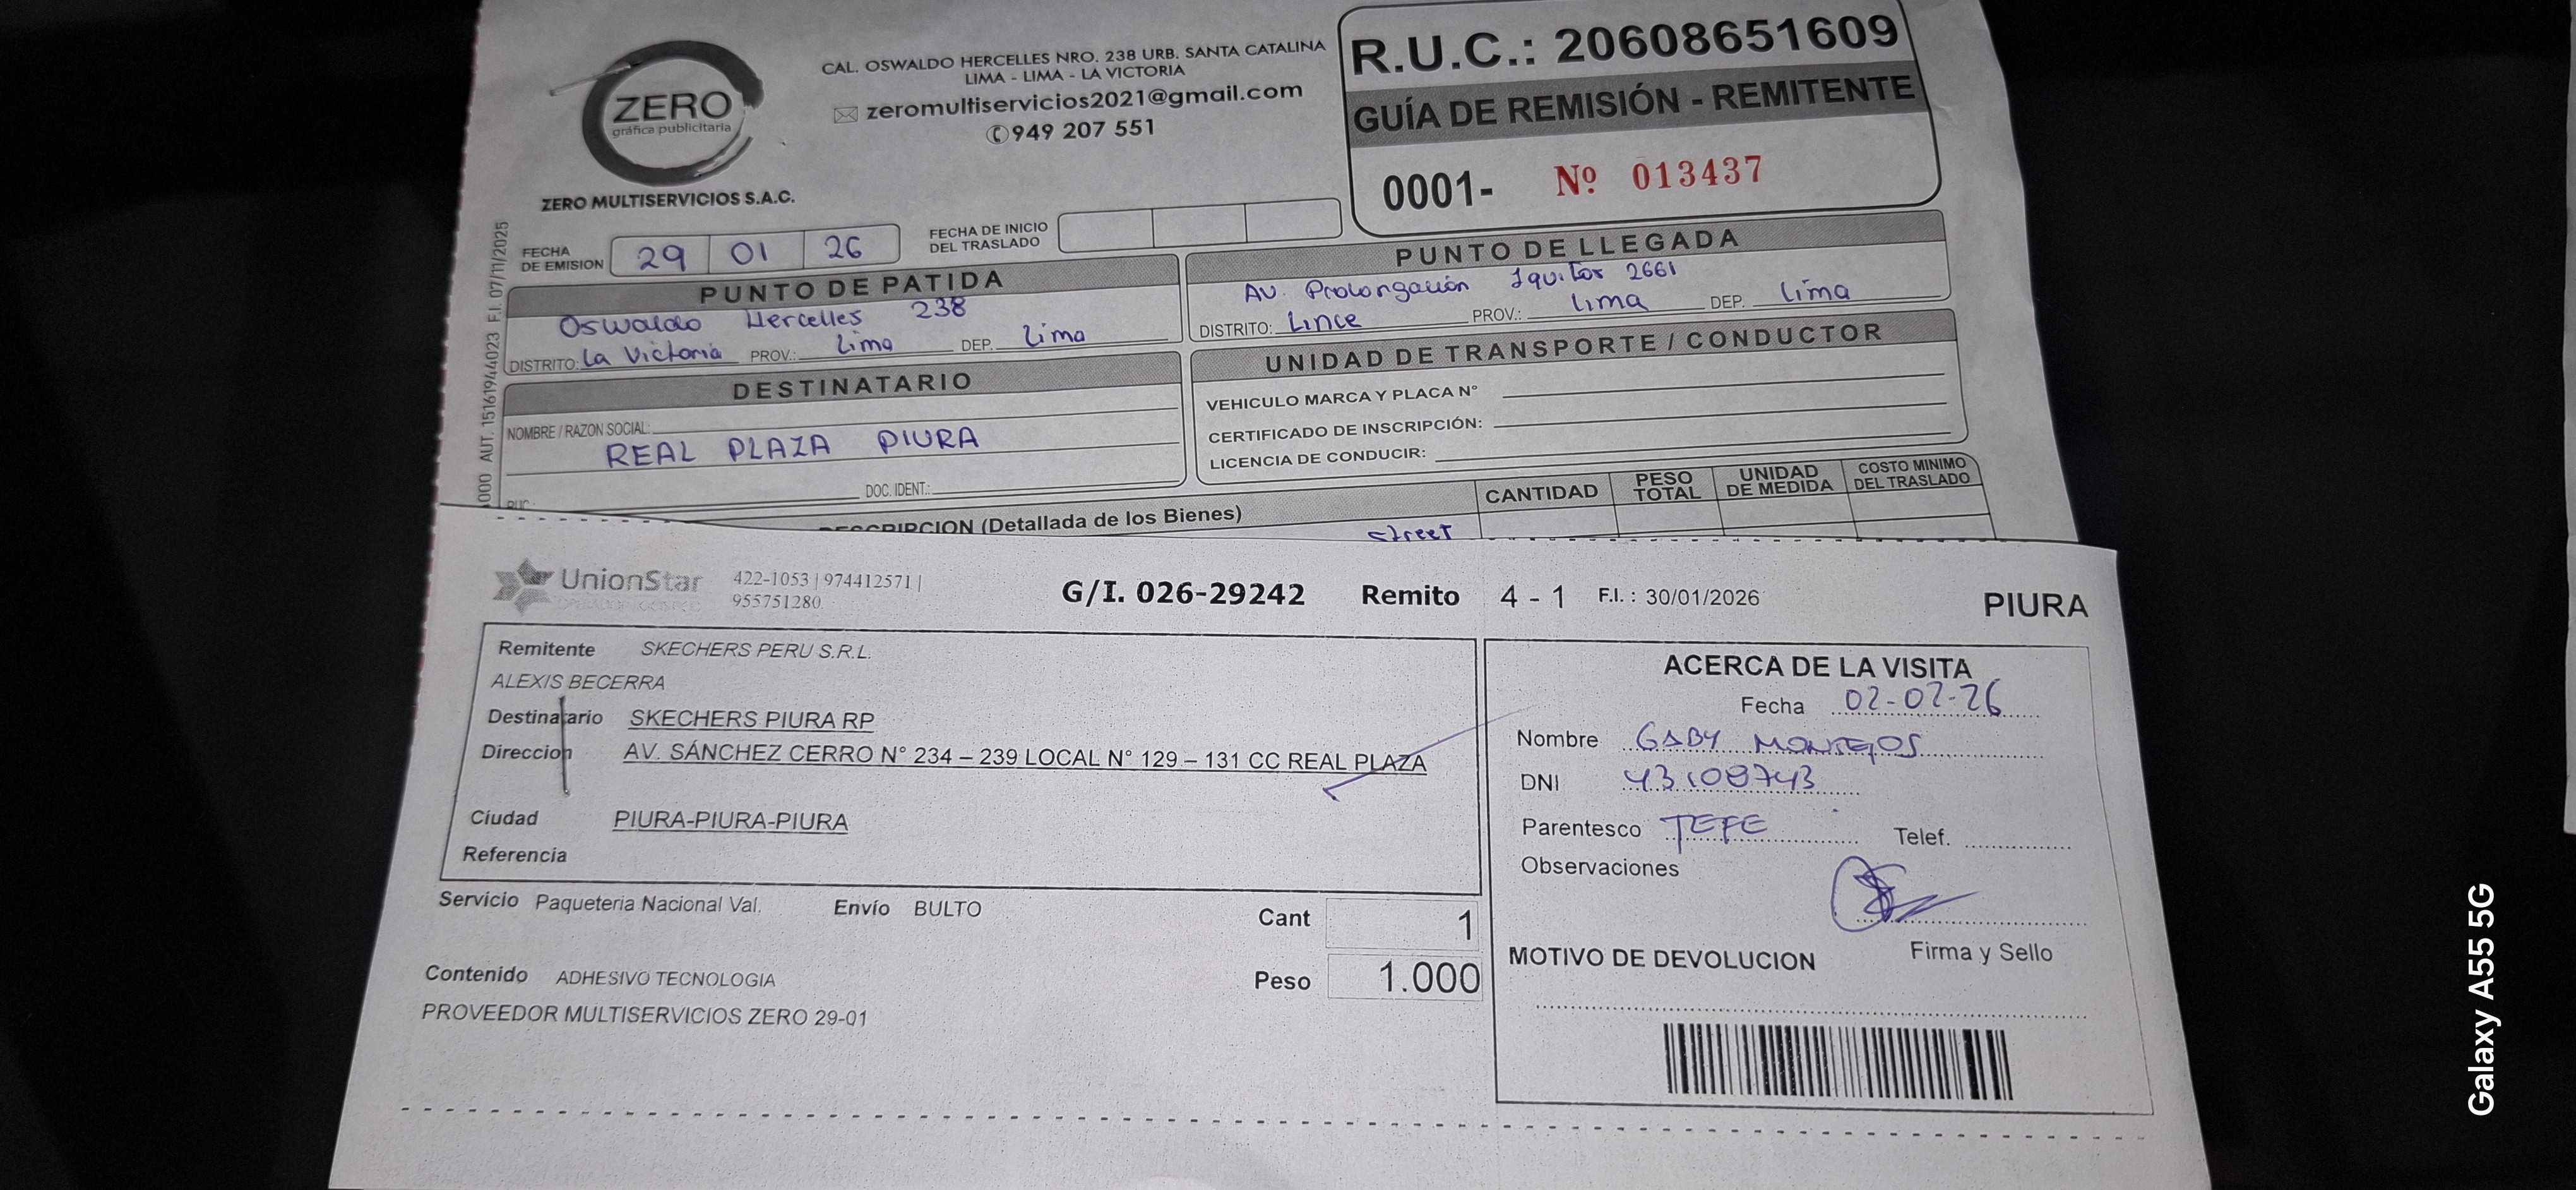 CAL. OSWALDO HERCELLES NRO. 238 URB. SANTA CATALINA
LIMA - LIMA - LA VICTORIA
zeromultiservicios2021@gmail.com
949 207 551
ZERO
gráfica publicitaria
ZERO MULTISERVICIOS S.A.C.
R.U.C.: 20608651609
GUÍA DE REMISIÓN - REMITENTE
0001- Nº 013437
FECHA DE EMISION 29 01 26
FECHA DE INICIO DEL TRASLADO
PUNTO DE PATIDA
Oswaldo Hercelles 238
DISTRITO: La Victoria PROV.: Lima DEP. Lima
PUNTO DE LLEGADA
Av. Prolongación Iquitos 2661
DISTRITO: Lince PROV.: Lima DEP. Lima
DESTINATARIO
NOMBRE / RAZON SOCIAL:
REAL PLAZA PIURA
DOC. IDENT.:
UNIDAD DE TRANSPORTE / CONDUCTOR
VEHICULO MARCA Y PLACA N°
CERTIFICADO DE INSCRIPCIÓN:
LICENCIA DE CONDUCIR:
000 AUT. 1516194023 F.I. 07/11/2025
DESCRIPCION (Detallada de los Bienes)
CANTIDAD
PESO TOTAL
UNIDAD DE MEDIDA
COSTO MINIMO DEL TRASLADO
street
UnionStar
422-1053 | 974412571 |
955751280
G/I. 026-29242 Remito 4 - 1 F.I. : 30/01/2026
PIURA
Remitente SKECHERS PERU S.R.L.
ALEXIS BECERRA
Destinatario SKECHERS PIURA RP
Direccion AV. SÁNCHEZ CERRO N° 234 – 239 LOCAL N° 129 – 131 CC REAL PLAZA
Ciudad PIURA-PIURA-PIURA
Referencia
Servicio Paqueteria Nacional Val. Envío BULTO
Cant 1
Contenido ADHESIVO TECNOLOGIA
Peso 1.000
PROVEEDOR MULTISERVICIOS ZERO 29-01
ACERCA DE LA VISITA
Fecha 02-02-26
Nombre GABY
DNI 43108743
Parentesco JEFE Telef.
Observaciones
Firma y Sello
MOTIVO DE DEVOLUCION
Galaxy A55 5G